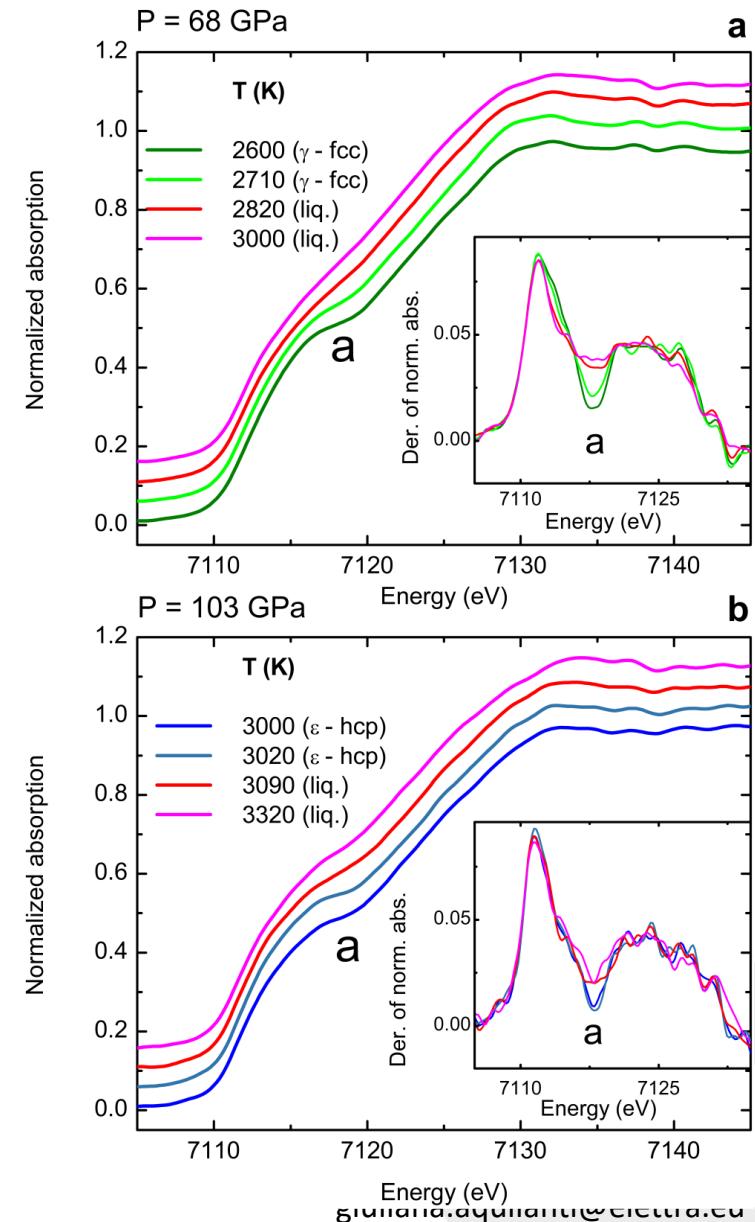 P = 68 GPa
a
1.2
T (K)
2600 (γ - fcc)
2710 (γ - fcc)
2820 (liq.)
3000 (liq.)
1.0
0.8
0.6
0.4
0.2
0.0
Normalized absorption
a
Der. of norm. abs.
0.05
0.00
a
7110 7125
Energy (eV)
7110 7120 7130 7140
Energy (eV)
P = 103 GPa
b
1.2
T (K)
3000 (ε - hcp)
3020 (ε - hcp)
3090 (liq.)
3320 (liq.)
1.0
0.8
0.6
0.4
0.2
0.0
Normalized absorption
a
Der. of norm. abs.
0.05
0.00
a
7110 7125
Energy (eV)
7110 7120 7130 7140
Energy (eV)
giuliana.aquilanti@elettra.eu